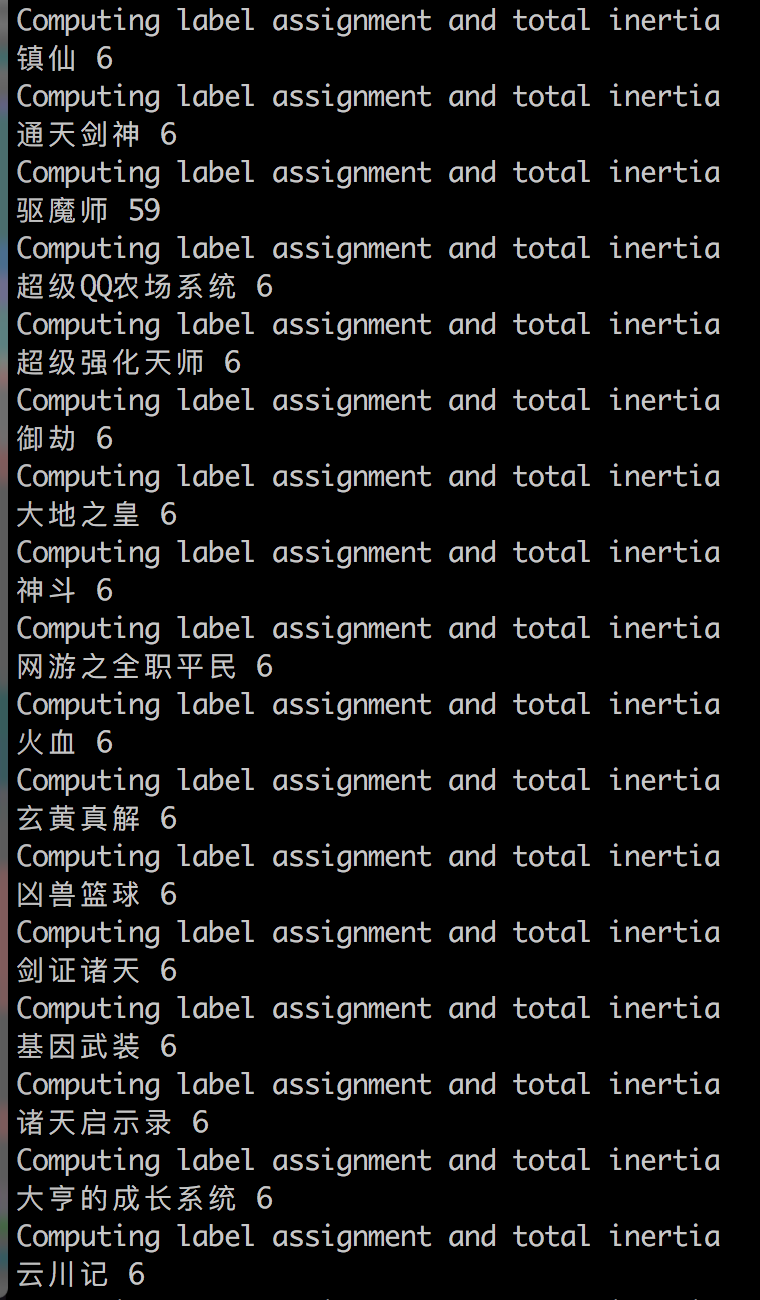 Computing label assignment and total inertia
镇仙 6
Computing label assignment and total inertia
通天剑神 6
Computing label assignment and total inertia
驱魔师 59
Computing label assignment and total inertia
超级QQ农场系统 6
Computing label assignment and total inertia
超级强化天师 6
Computing label assignment and total inertia
御劫 6
Computing label assignment and total inertia
大地之皇 6
Computing label assignment and total inertia
神斗 6
Computing label assignment and total inertia
网游之全职平民 6
Computing label assignment and total inertia
火血 6
Computing label assignment and total inertia
玄黄真解 6
Computing label assignment and total inertia
凶兽篮球 6
Computing label assignment and total inertia
剑证诸天 6
Computing label assignment and total inertia
基因武装 6
Computing label assignment and total inertia
诸天启示录 6
Computing label assignment and total inertia
大亨的成长系统 6
Computing label assignment and total inertia
云川记 6